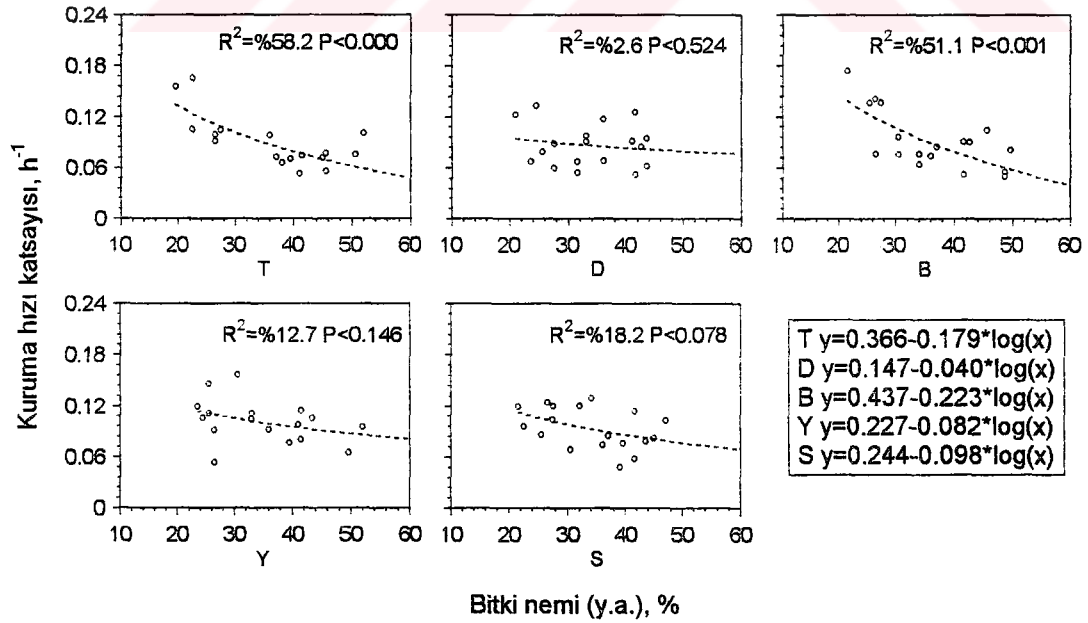 R²=%58.2 P<0.000
R²=%2.6 P<0.524
R²=%51.1 P<0.001
0.24
0.18
0.12
0.06
0
10 20 30 40 50 60
10 20 30 40 50 60
10 20 30 40 50 60
T
D
B
Kuruma hızı katsayısı, h⁻¹
R²=%12.7 P<0.146
R²=%18.2 P<0.078
0.24
0.18
0.12
0.06
0
10 20 30 40 50 60
10 20 30 40 50 60
Y
S
T y=0.366-0.179*log(x)
D y=0.147-0.040*log(x)
B y=0.437-0.223*log(x)
Y y=0.227-0.082*log(x)
S y=0.244-0.098*log(x)
Bitki nemi (y.a.), %